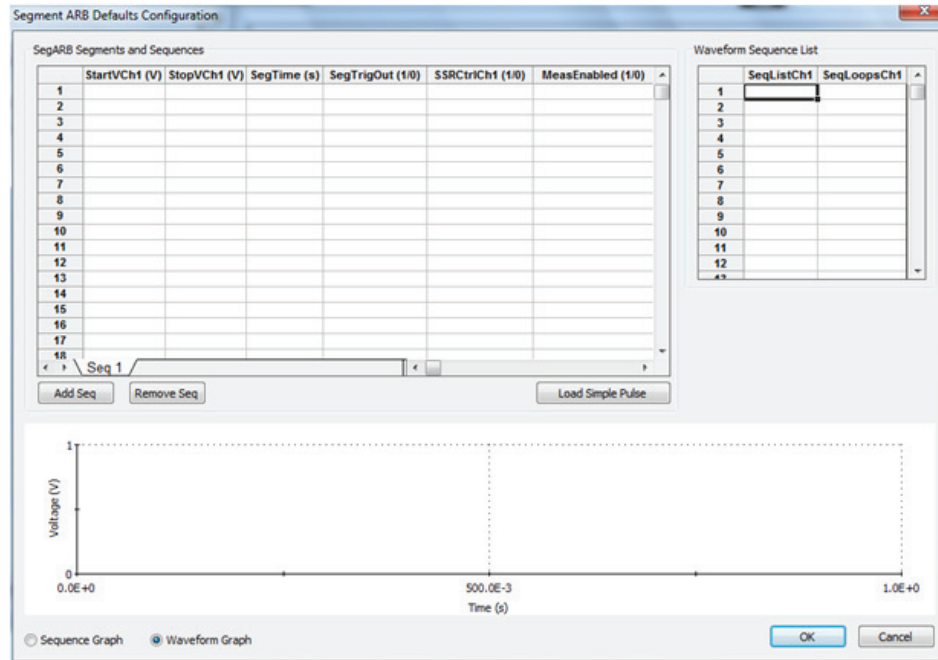 Segment ARB Defaults Configuration
SegARB Segments and Sequences
StartVCh1 (V) StopVCh1 (V) SegTime (s) SegTrigOut (1/0) SSRCtrlCh1 (1/0) MeasEnabled (1/0)
1
2
3
4
5
6
7
8
9
10
11
12
13
14
15
16
17
18
Seq 1
Add Seq Remove Seq Load Simple Pulse
Waveform Sequence List
SeqListCh1 SeqLoopsCh1
1
2
3
4
5
6
7
8
9
10
11
12
Voltage (V)
1
0
0.0E+0 500.0E-3 1.0E+0
Time (s)
Sequence Graph Waveform Graph OK Cancel